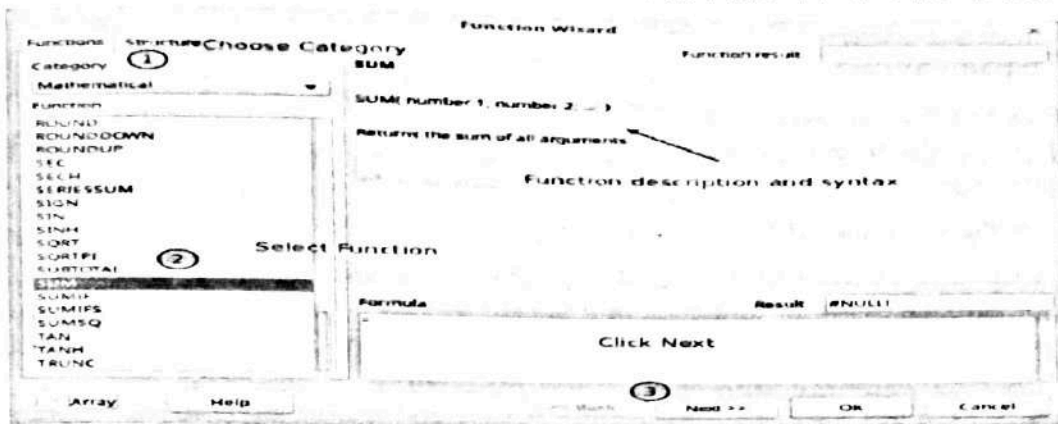 Function Wizard
Functions Structure Choose Category
Function result
Category 1
SUM
Mathematical
SUM( number 1; number 2; ... )
Function
Returns the sum of all arguments
ROUND
ROUNDDOWN
ROUNDUP
SEC
SECH
SERIESSUM
SIGN
SIN
SINH
SQRT
SQRTPI
SUBTOTAL
SUM
SUMIF
SUMIFS
SUMSQ
TAN
TANH
TRUNC
Function description and syntax
2 Select Function
Formula
Result #NULL!
=
Click Next
3
Array
Help
Next >>
OK
Cancel